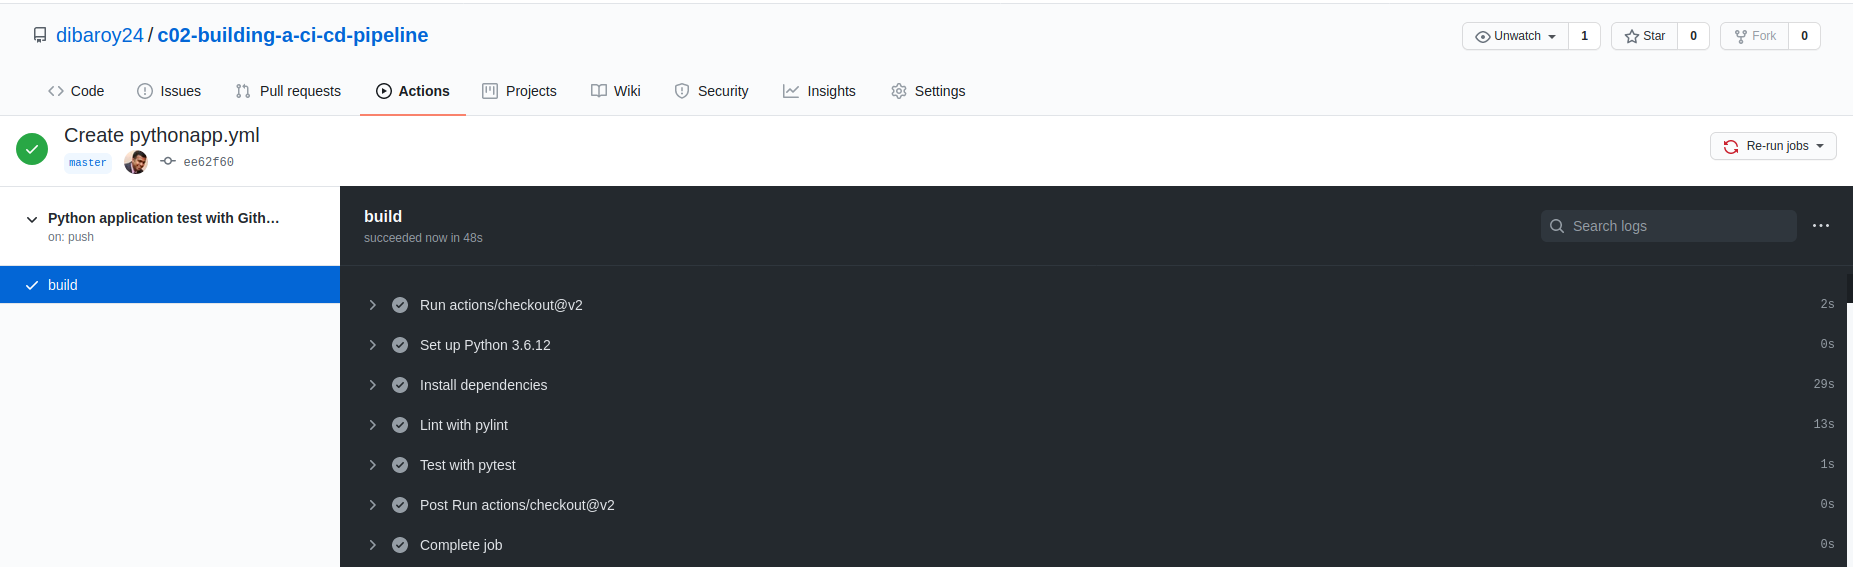 dibaroy24 / c02-building-a-ci-cd-pipeline Unwatch 1 Star 0 Fork 0
Code Issues Pull requests Actions Projects Wiki Security Insights Settings
Create pythonapp.yml
master ee62f60
Re-run jobs
Python application test with Gith...
on: push
build
build
succeeded now in 48s
Search logs
Run actions/checkout@v2 2s
Set up Python 3.6.12 0s
Install dependencies 29s
Lint with pylint 13s
Test with pytest 1s
Post Run actions/checkout@v2 0s
Complete job 0s